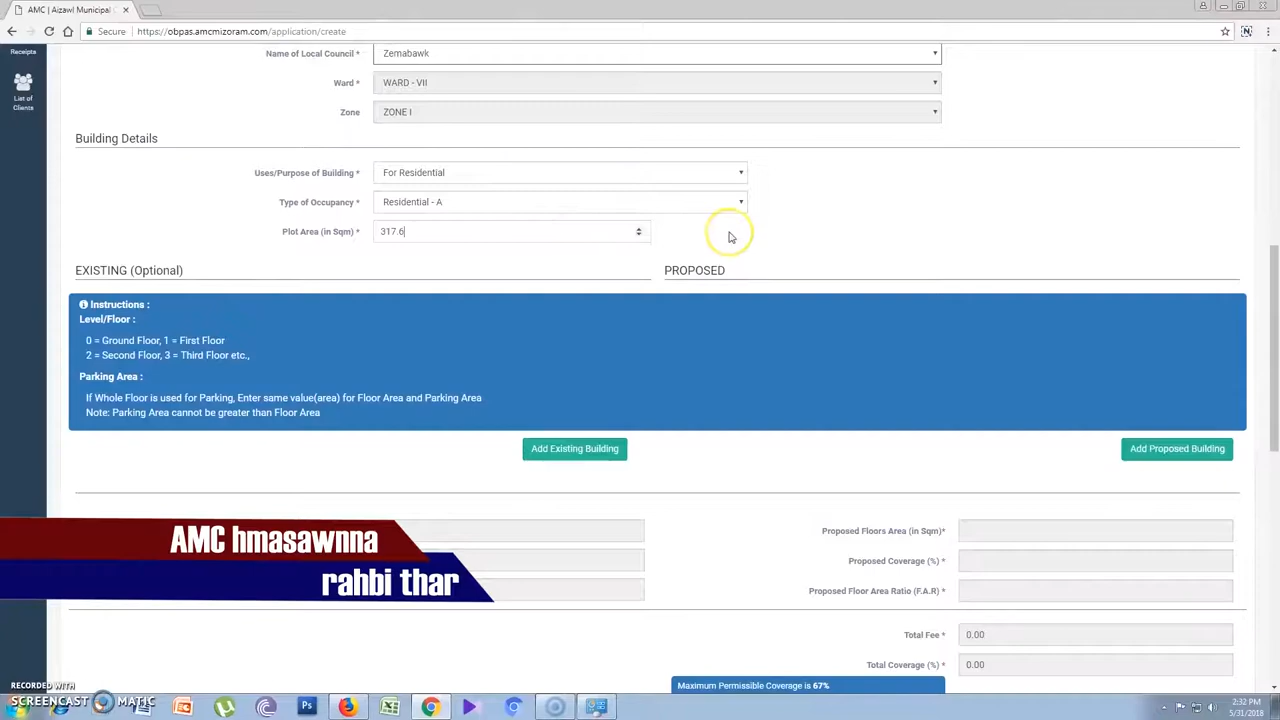 AMC | Aizawl Municipal
Secure
https://obpas.amcmizoram.com/application/create
Receipts
List of
Clients
Name of Local Council *
Zemabawk
Ward *
WARD - VII
Zone
ZONE I
Building Details
Uses/Purpose of Building *
For Residential
Type of Occupancy *
Residential - A
Plot Area (in Sqm) *
317.6
EXISTING (Optional)
PROPOSED
Instructions :
Level/Floor :
0 = Ground Floor, 1 = First Floor
2 = Second Floor, 3 = Third Floor etc.,
Parking Area :
If Whole Floor is used for Parking, Enter same value(area) for Floor Area and Parking Area
Note: Parking Area cannot be greater than Floor Area
Add Existing Building
Add Proposed Building
Proposed Floors Area (in Sqm)*
Proposed Coverage (%) *
Proposed Floor Area Ratio (F.A.R) *
AMC hmasawnna
rahbi thar
Total Fee *
0.00
Total Coverage (%) *
0.00
Maximum Permissible Coverage is 67%
RECORDED WITH
SCREENCAST MATIC
Ps
2:32 PM
5/31/2018